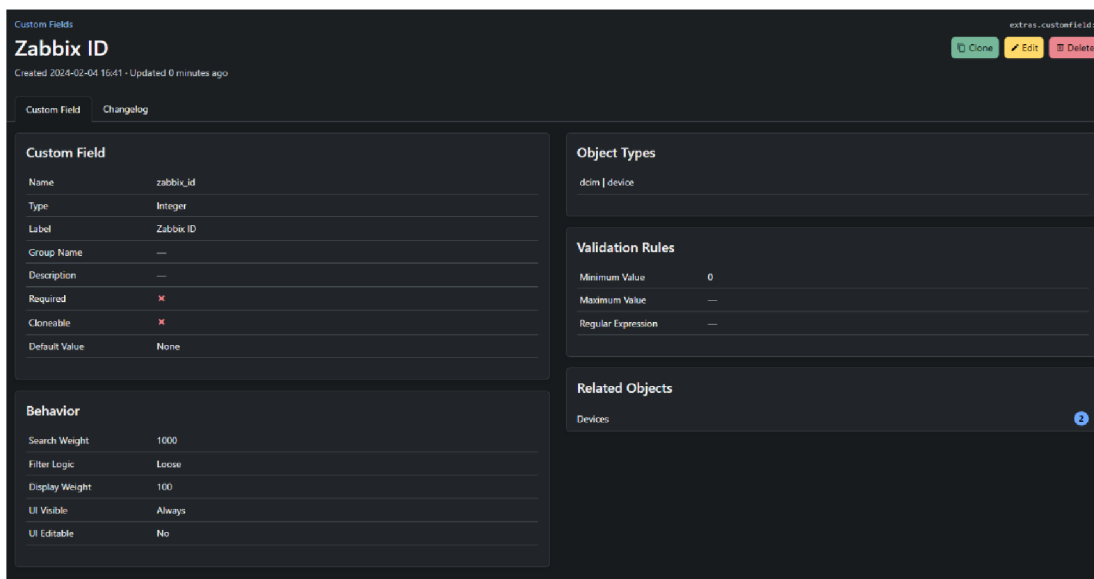 Custom Fields
extras.customfield:
Zabbix ID
Clone
Edit
Delete
Created 2024-02-04 16:41 · Updated 0 minutes ago
Custom Field
Changelog
Custom Field
Name zabbix_id
Type Integer
Label Zabbix ID
Group Name —
Description —
Required ✖
Cloneable ✖
Default Value None
Behavior
Search Weight 1000
Filter Logic Loose
Display Weight 100
UI Visible Always
UI Editable No
Object Types
dcim | device
Validation Rules
Minimum Value 0
Maximum Value —
Regular Expression —
Related Objects
Devices 2